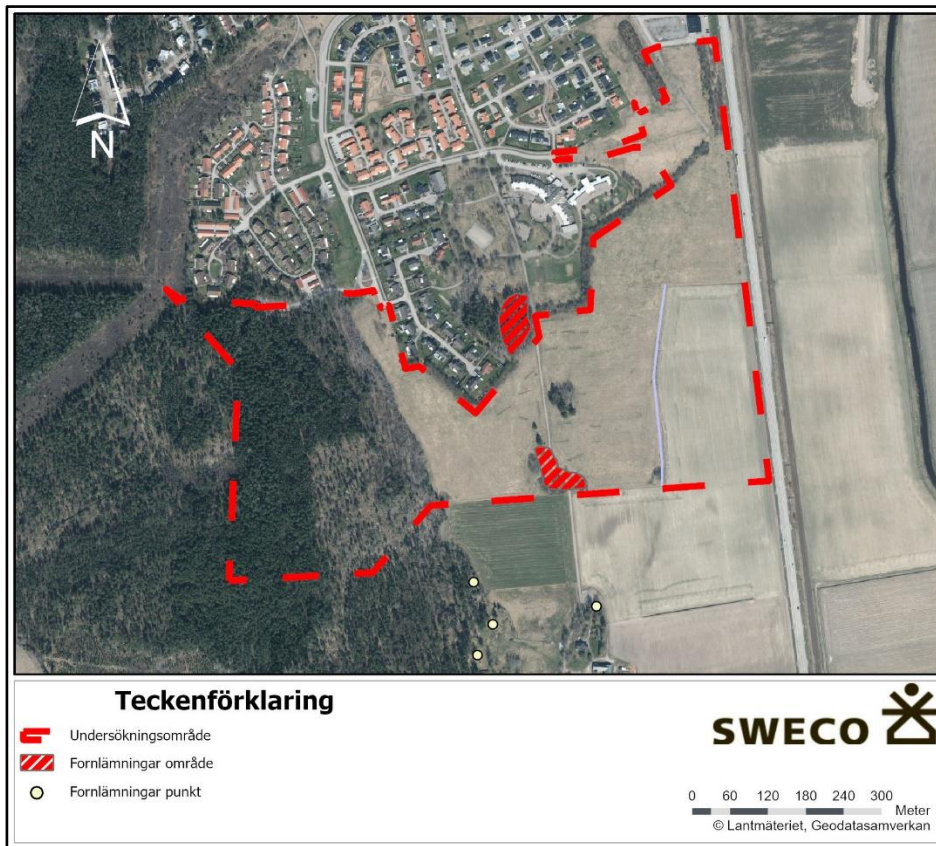 N
Teckenförklaring
Undersökningsområde
Fornlämningar område
Fornlämningar punkt
SWECO
0 60 120 180 240 300
Meter
© Lantmäteriet, Geodatasamverkan